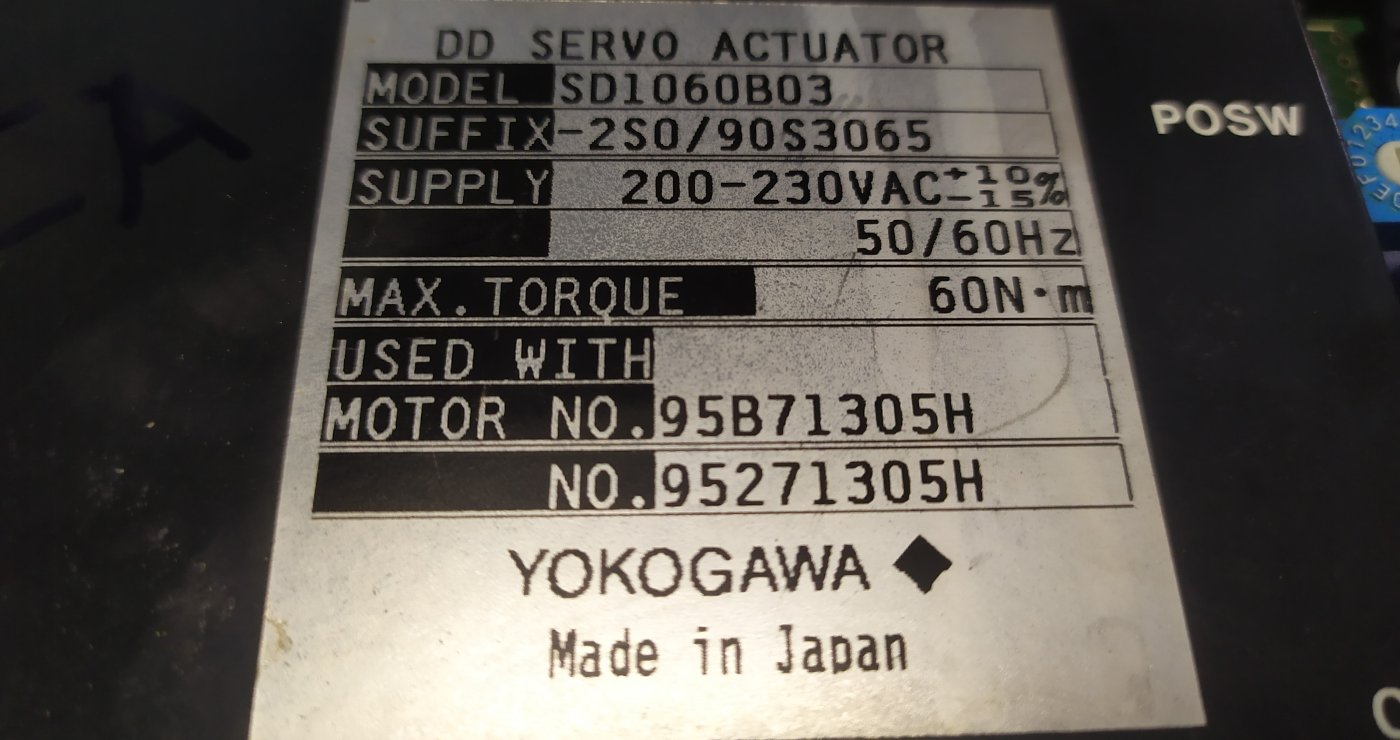 DD SERVO ACTUATOR
MODEL SD1060B03
SUFFIX -2S0/90S3065
SUPPLY 200-230VAC+10%-15%
50/60Hz
MAX.TORQUE 60N·m
USED WITH
MOTOR NO. 95B71305H
NO. 95271305H
YOKOGAWA ◆
Made in Japan
POSW